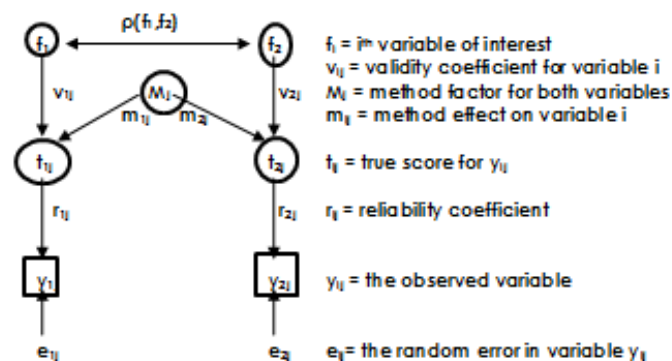 ρ(f₁,f₂)
f₁ f₂ fᵢ = iᵗʰ variable of interest
v₁ⱼ Mⱼ v₂ⱼ vᵢⱼ = validity coefficient for variable i
Mⱼ = method factor for both variables
m₁ⱼ m₂ⱼ mᵢⱼ = method effect on variable i
t₁ⱼ t₂ⱼ tᵢⱼ = true score for yᵢⱼ
r₁ⱼ r₂ⱼ rᵢⱼ = reliability coefficient
y₁ y₂ⱼ yᵢⱼ = the observed variable
e₁ⱼ e₂ⱼ eᵢⱼ = the random error in variable yᵢⱼ